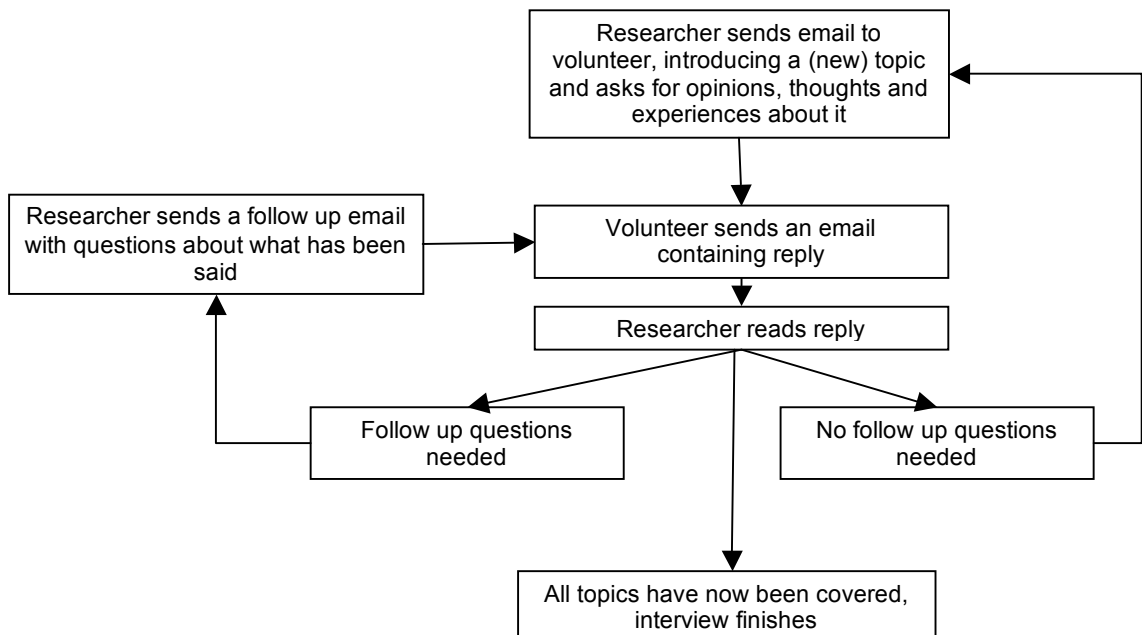 Researcher sends email to
volunteer, introducing a (new) topic
and asks for opinions, thoughts and
experiences about it
Researcher sends a follow up email
with questions about what has been
said
Volunteer sends an email
containing reply
Researcher reads reply
Follow up questions
needed
No follow up questions
needed
All topics have now been covered,
interview finishes